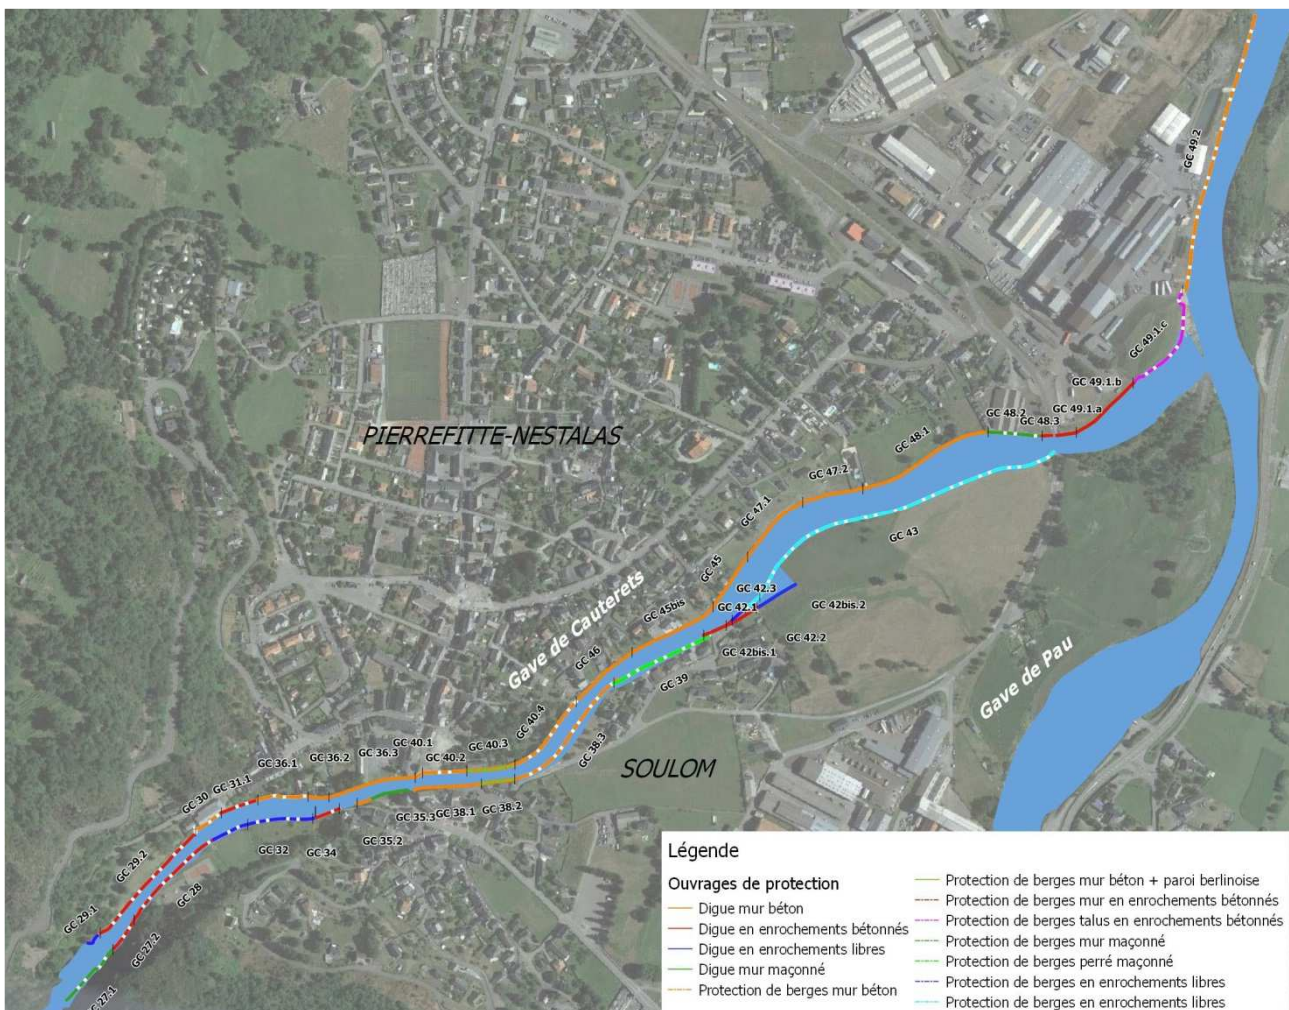 GC 49.2
GC 49.1.c
GC 49.1.b
GC 49.1.a
GC 48.2
GC 48.3
PIERREFITTE-NESTALAS
GC 48.1
GC 47.2
GC 47.1
GC 43
GC 45
GC 42.3
Gave de Cauterets
GC 45bis
GC 42.1
GC 42bis.2
GC 42.2
GC 42bis.1
GC 46
GC 39
Gave de Pau
GC 40.4
GC 38.3
SOULOM
GC 40.1
GC 40.3
GC 40.2
GC 36.3
GC 36.2
GC 36.1
GC 31.1
GC 30
GC 35.3
GC 38.1
GC 38.2
GC 35.2
GC 34
GC 32
GC 29.2
GC 28
GC 29.1
GC 27.2
GC 27.1
Légende
Ouvrages de protection
Digue mur béton
Digue en enrochements bétonnés
Digue en enrochements libres
Digue mur maçonné
Protection de berges mur béton
Protection de berges mur béton + paroi berlinoise
Protection de berges mur en enrochements bétonnés
Protection de berges talus en enrochements bétonnés
Protection de berges mur maçonné
Protection de berges perré maçonné
Protection de berges en enrochements libres
Protection de berges en enrochements libres